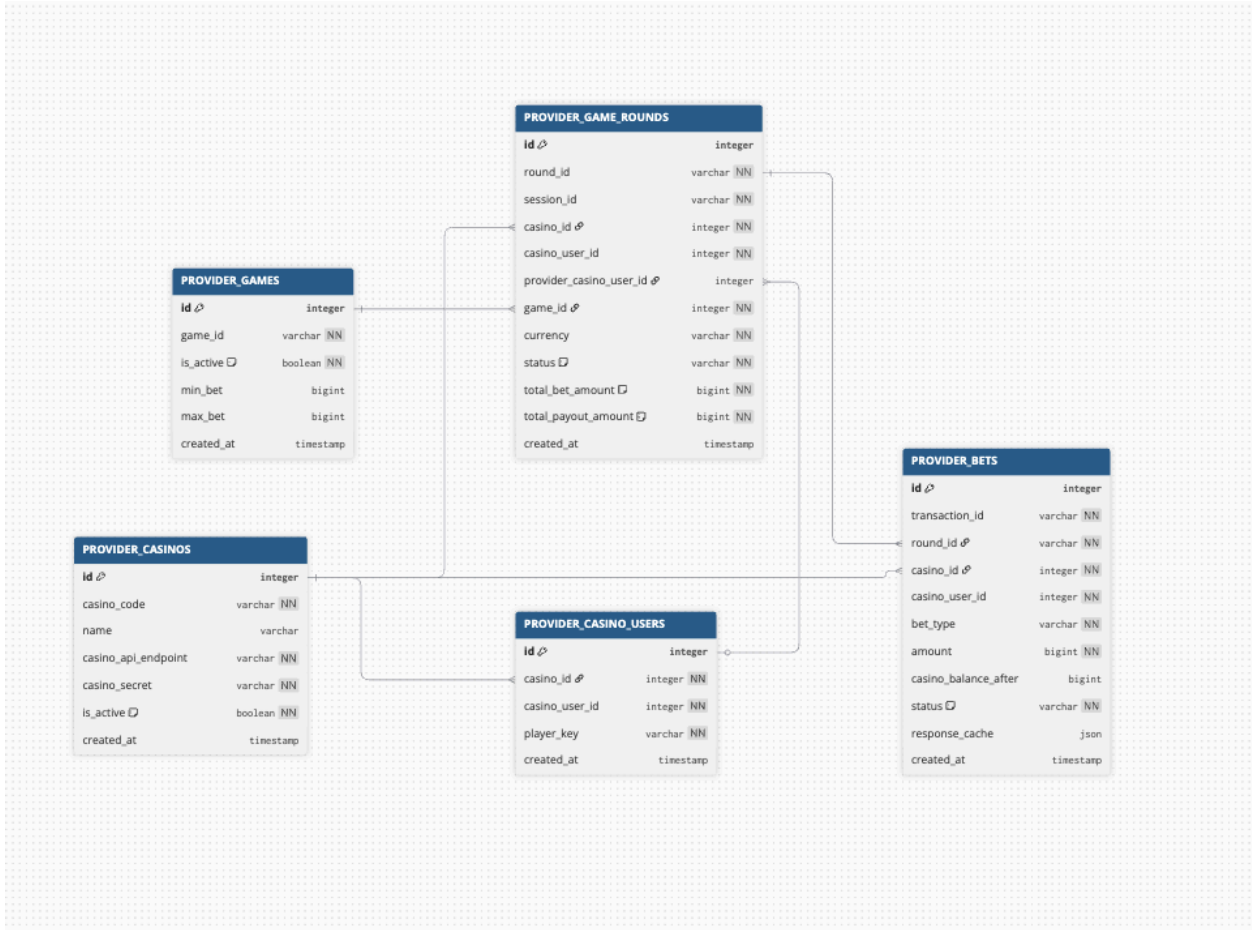 PROVIDER_GAME_ROUNDS
id integer
round_id varchar NN
session_id varchar NN
casino_id integer NN
casino_user_id integer NN
provider_casino_user_id integer
game_id integer NN
currency varchar NN
status varchar NN
total_bet_amount bigint NN
total_payout_amount bigint NN
created_at timestamp
PROVIDER_GAMES
id integer
game_id varchar NN
is_active boolean NN
min_bet bigint
max_bet bigint
created_at timestamp
PROVIDER_BETS
id integer
transaction_id varchar NN
round_id varchar NN
casino_id integer NN
casino_user_id integer NN
bet_type varchar NN
amount bigint NN
casino_balance_after bigint
status varchar NN
response_cache json
created_at timestamp
PROVIDER_CASINOS
id integer
casino_code varchar NN
name varchar
casino_api_endpoint varchar NN
casino_secret varchar NN
is_active boolean NN
created_at timestamp
PROVIDER_CASINO_USERS
id integer
casino_id integer NN
casino_user_id integer NN
player_key varchar NN
created_at timestamp